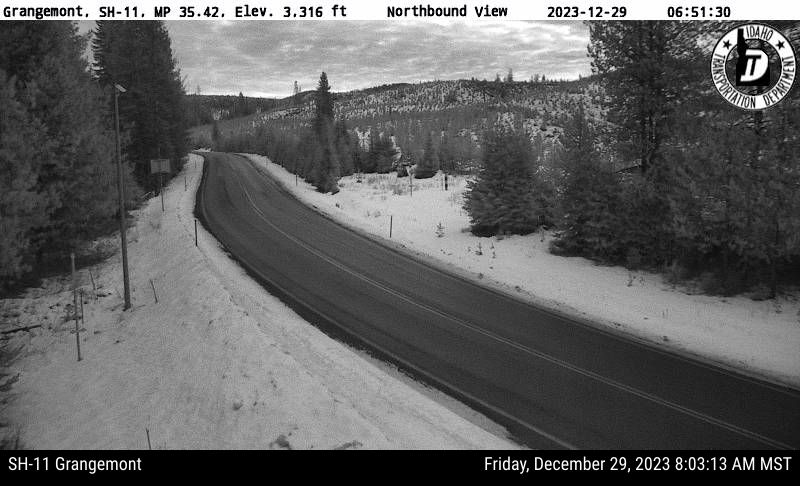 Grangemont, SH-11, MP 35.42, Elev. 3,316 ft Northbound View 2023-12-29 06:51:30
IDAHO
TRANSPORTATION DEPARTMENT
SH-11 Grangemont Friday, December 29, 2023 8:03:13 AM MST